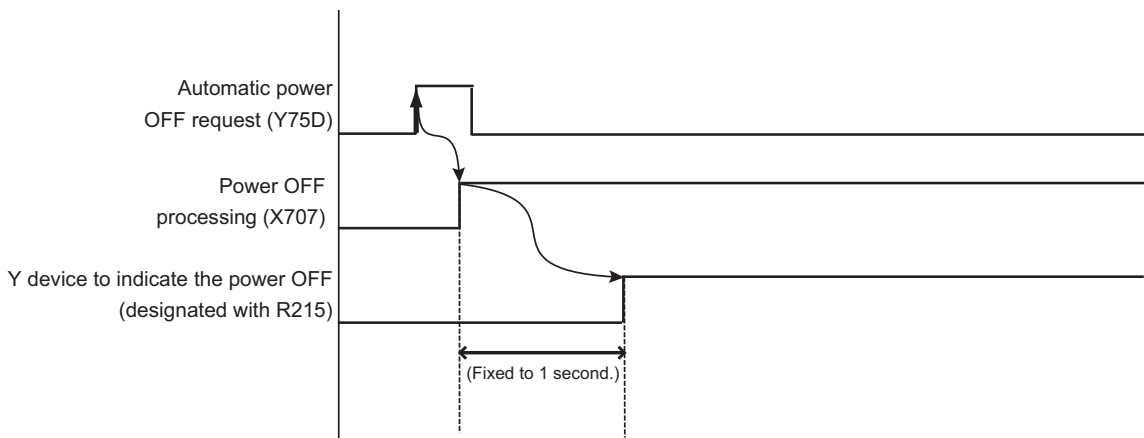 Automatic power
OFF request (Y75D)
Power OFF
processing (X707)
Y device to indicate the power OFF
(designated with R215)
(Fixed to 1 second.)